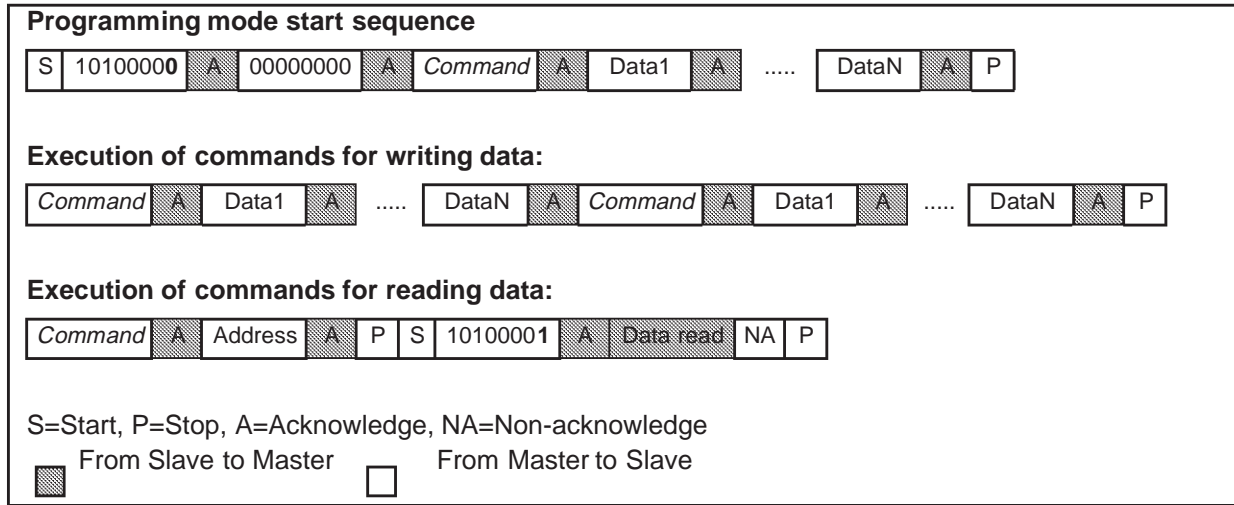 Programming mode start sequence
S 10100000 A 00000000 A Command A Data1 A ..... DataN A P
Execution of commands for writing data:
Command A Data1 A ..... DataN A Command A Data1 A ..... DataN A P
Execution of commands for reading data:
Command A Address A P S 10100001 A Data read NA P
S=Start, P=Stop, A=Acknowledge, NA=Non-acknowledge
From Slave to Master From Master to Slave